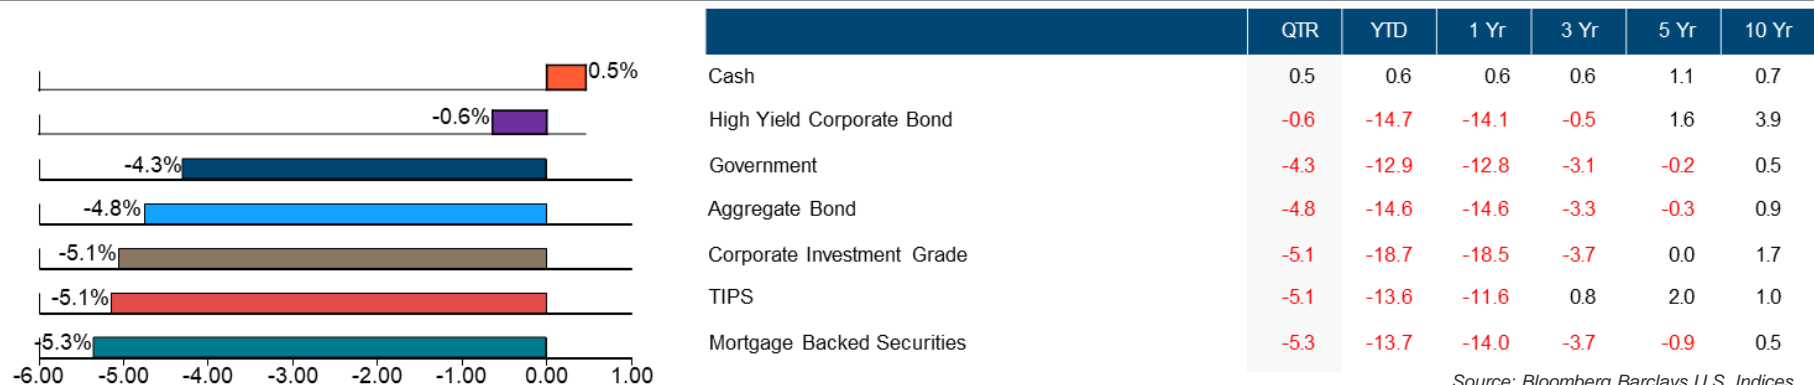 QTR YTD 1 Yr 3 Yr 5 Yr 10 Yr
0.5% Cash 0.5 0.6 0.6 0.6 1.1 0.7
-0.6% High Yield Corporate Bond -0.6 -14.7 -14.1 -0.5 1.6 3.9
-4.3% Government -4.3 -12.9 -12.8 -3.1 -0.2 0.5
-4.8% Aggregate Bond -4.8 -14.6 -14.6 -3.3 -0.3 0.9
-5.1% Corporate Investment Grade -5.1 -18.7 -18.5 -3.7 0.0 1.7
-5.1% TIPS -5.1 -13.6 -11.6 0.8 2.0 1.0
-5.3% Mortgage Backed Securities -5.3 -13.7 -14.0 -3.7 -0.9 0.5
-6.00 -5.00 -4.00 -3.00 -2.00 -1.00 0.00 1.00
Source: Bloomberg Barclays U.S. Indices